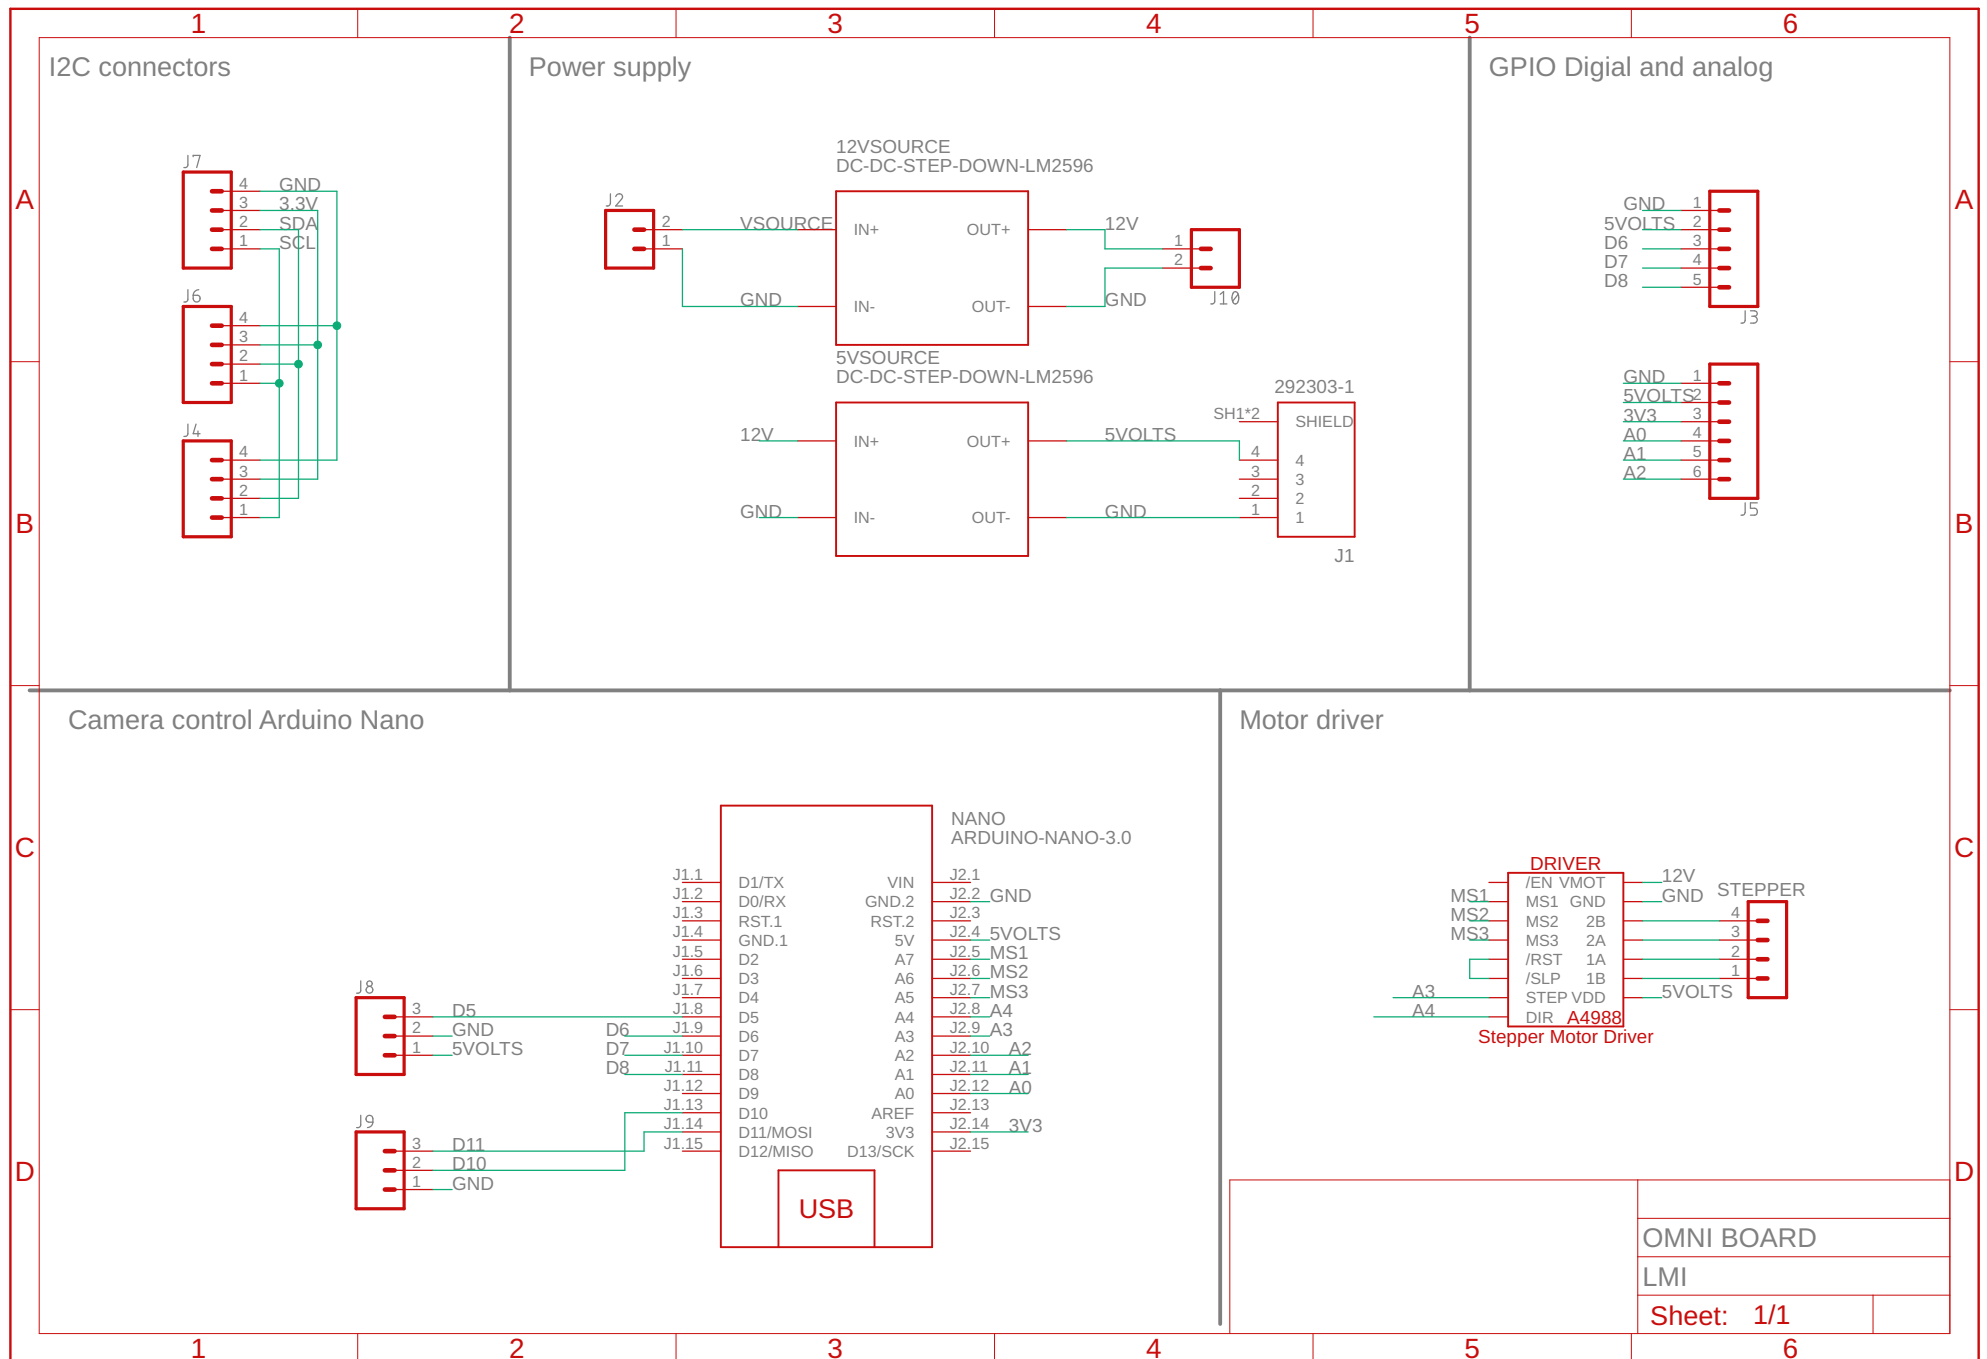 1 2 3 4 5 6
I2C connectors
Power supply
GPIO Digial and analog
A
A
B
B
C
C
D
D
J7
4 GND
3 3.3V
2 SDA
1 SCL
J6
4
3
2
1
J4
4
3
2
1
12VSOURCE
DC-DC-STEP-DOWN-LM2596
J2
2 VSOURCE IN+ OUT+ 12V 1
1 GND IN- OUT- GND 2
J10
5VSOURCE
DC-DC-STEP-DOWN-LM2596
12V IN+ OUT+ 5VOLTS
GND IN- OUT- GND
292303-1
SH1*2 SHIELD
4 4
3 3
2 2
1 1
J1
GND 1
5VOLTS 2
D6 3
D7 4
D8 5
J3
GND 1
5VOLTS 2
3V3 3
A0 4
A1 5
A2 6
J5
Camera control Arduino Nano
NANO
ARDUINO-NANO-3.0
J1.1 D1/TX VIN J2.1
J1.2 D0/RX GND.2 J2.2 GND
J1.3 RST.1 RST.2 J2.3
J1.4 GND.1 5V J2.4 5VOLTS
J1.5 D2 A7 J2.5 MS1
J1.6 D3 A6 J2.6 MS2
J1.7 D4 A5 J2.7 MS3
J1.8 D5 A4 J2.8 A4
D6 J1.9 D6 A3 J2.9 A3
D7 J1.10 D7 A2 J2.10 A2
D8 J1.11 D8 A1 J2.11 A1
J1.12 D9 A0 J2.12 A0
J1.13 D10 AREF J2.13
J1.14 D11/MOSI 3V3 J2.14 3V3
J1.15 D12/MISO D13/SCK J2.15
USB
J8
3 D5
2 GND
1 5VOLTS
J9
3 D11
2 D10
1 GND
Motor driver
DRIVER
/EN VMOT 12V
MS1 MS1 GND GND
MS2 MS2 2B
MS3 MS3 2A
/RST 1A
/SLP 1B
A3 STEP VDD 5VOLTS
A4 DIR A4988
Stepper Motor Driver
STEPPER
4
3
2
1
OMNI BOARD
LMI
Sheet: 1/1
1 2 3 4 5 6